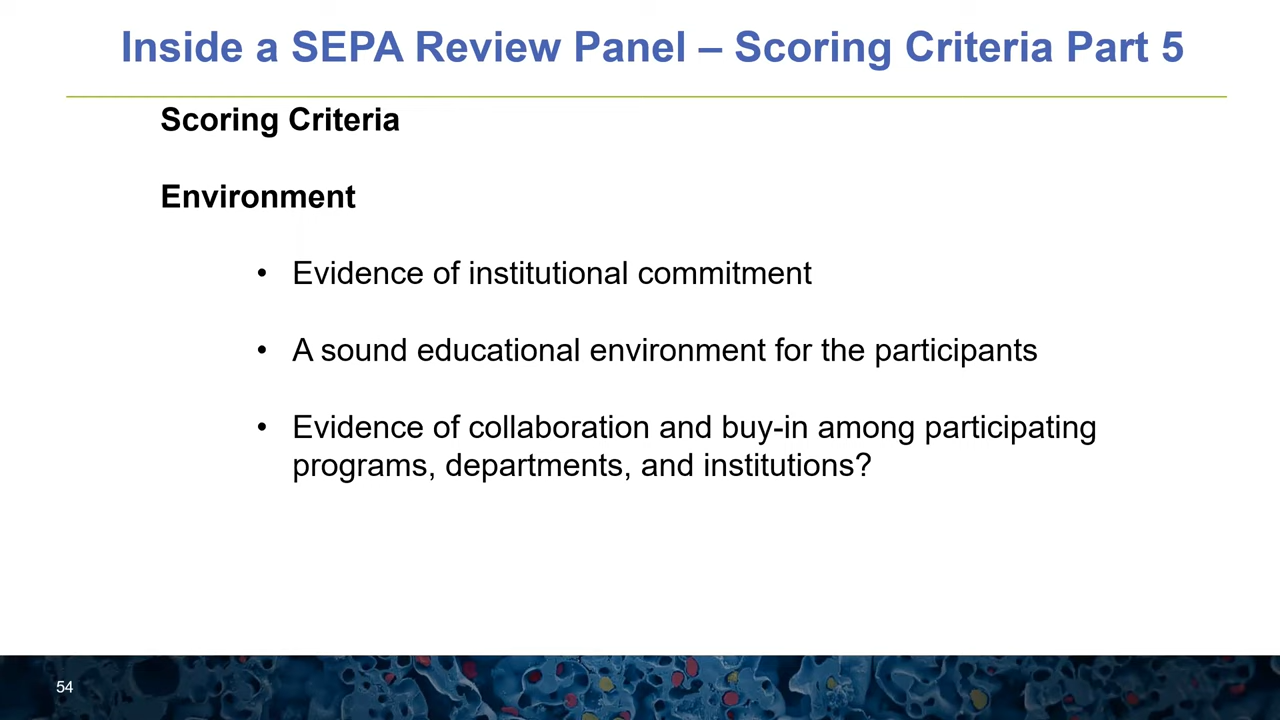 Inside a SEPA Review Panel – Scoring Criteria Part 5
Scoring Criteria
Environment
• Evidence of institutional commitment
• A sound educational environment for the participants
• Evidence of collaboration and buy-in among participating
programs, departments, and institutions?
54